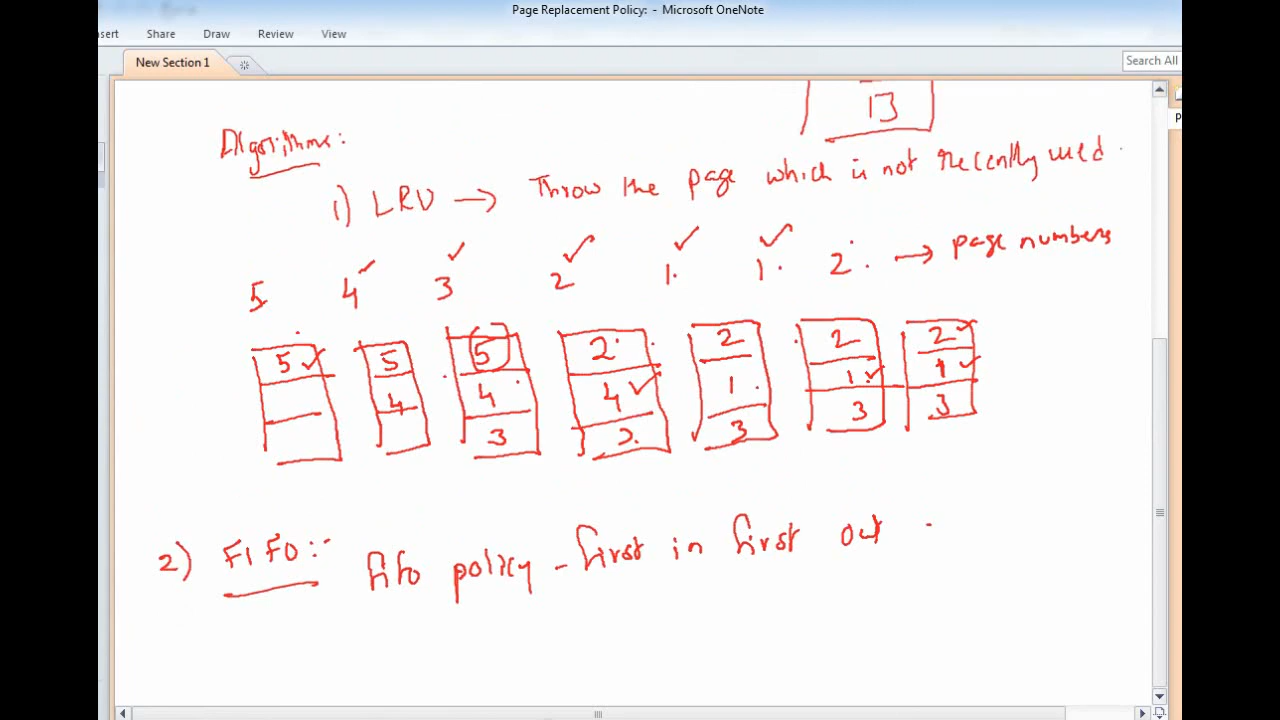 Page Replacement Policy: - Microsoft OneNote
nsert Share Draw Review View
New Section 1
Search All
13
Algorithms:
1) LRU → Throw the page which is not Recently used
5 4 3 2 1 1 2 → page numbers
5 5 5 2 2 2 2
4 4 4 1 1 1
3 3 3 3 3
2) FIFO:-
fifo policy - first in first out